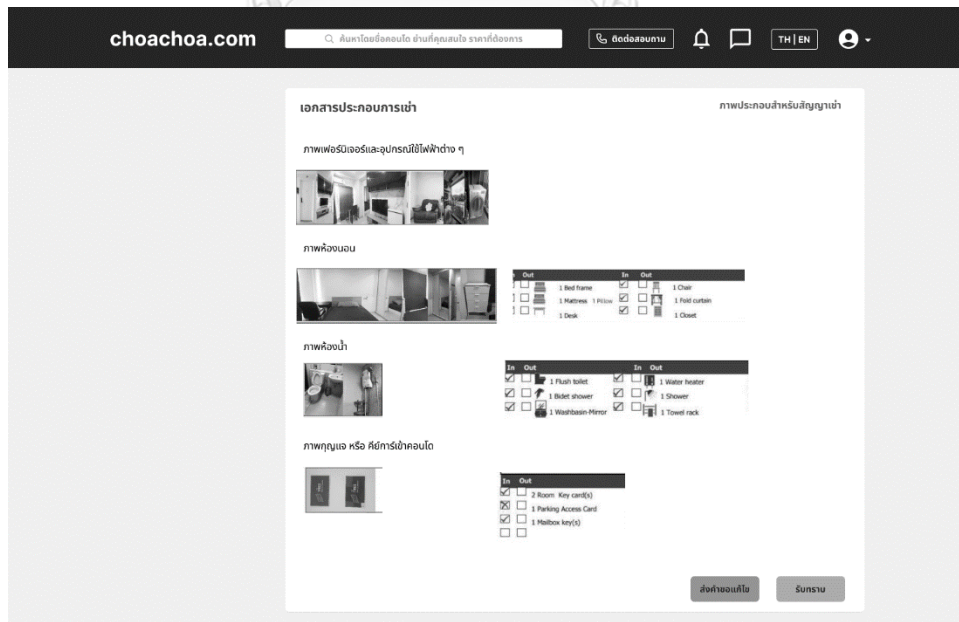 choachoa.com
ค้นหาโดยชื่อคอนโด ย่านที่คุณสนใจ ราคาที่ต้องการ
ติดต่อสอบถาม
TH | EN
เอกสารประกอบการเช่า
ภาพประกอบสำหรับสัญญาเช่า
ภาพเฟอร์นิเจอร์และอุปกรณ์ใช้ไฟฟ้าต่าง ๆ
ภาพห้องนอน
Out In Out
1 Bed frame 1 Chair
1 Mattress 1 Pillow 1 Fold curtain
1 Desk 1 Closet
ภาพห้องน้ำ
In Out In Out
1 Flush toilet 1 Water heater
1 Bidet shower 1 Shower
1 Washbasin-Mirror 1 Towel rack
ภาพกุญแจ หรือ คีย์การ์เข้าคอนโด
In Out
2 Room Key card(s)
1 Parking Access Card
1 Mailbox key(s)
ส่งคำขอแก้ไข
รับทราบ